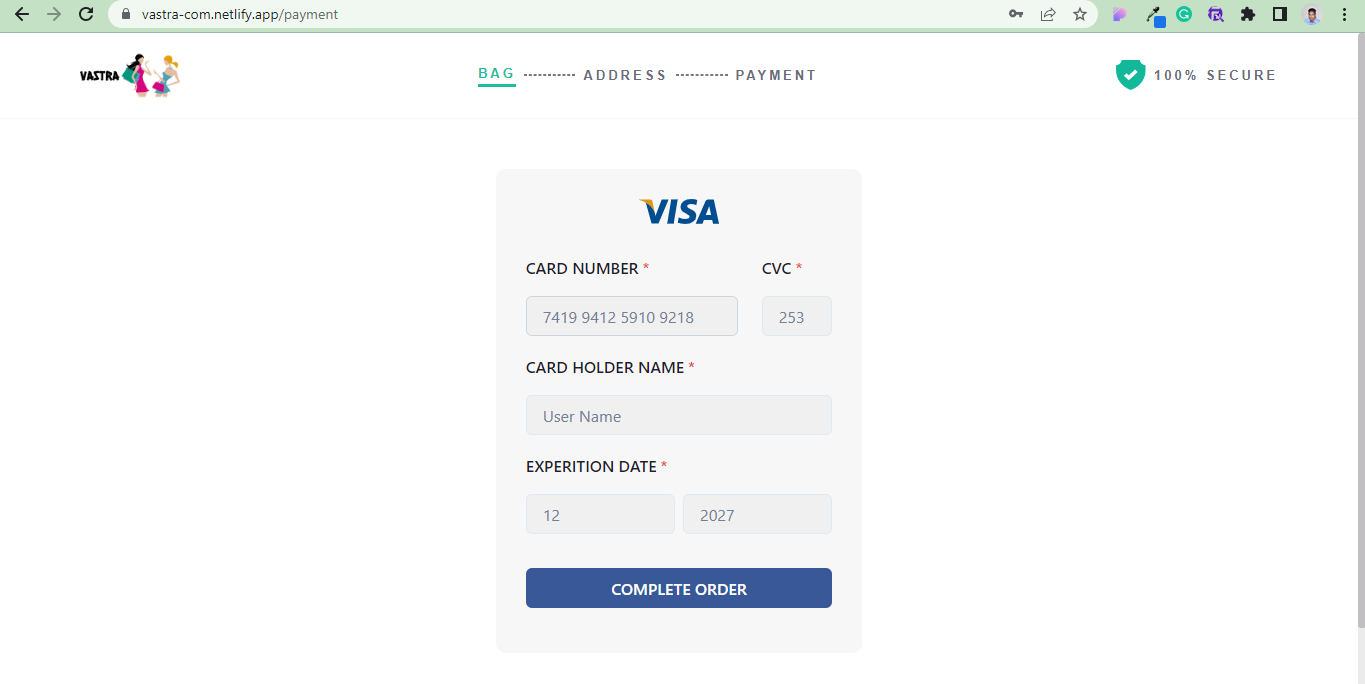 vastra-com.netlify.app/payment
VASTRA
BAG ---------- ADDRESS ---------- PAYMENT
100% SECURE
VISA
CARD NUMBER * CVC *
7419 9412 5910 9218 253
CARD HOLDER NAME *
User Name
EXPERITION DATE *
12 2027
COMPLETE ORDER